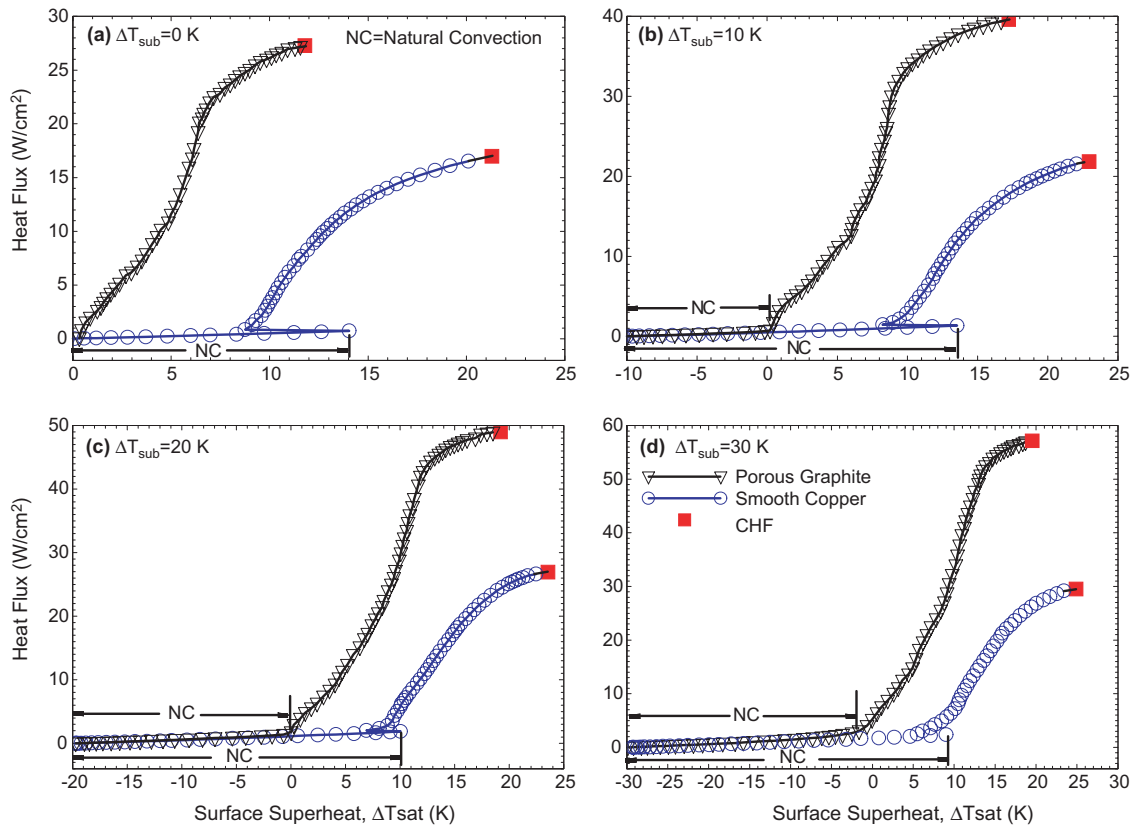 (a) ΔTsub=0 K
NC=Natural Convection
NC
30
25
20
15
10
5
0
0 5 10 15 20 25
Heat Flux (W/cm²)
(b) ΔTsub=10 K
NC
NC
40
30
20
10
0
-10 -5 0 5 10 15 20 25
(c) ΔTsub=20 K
NC
NC
50
40
30
20
10
0
-20 -15 -10 -5 0 5 10 15 20 25
Heat Flux (W/cm²)
Surface Superheat, ΔTsat (K)
(d) ΔTsub=30 K
Porous Graphite
Smooth Copper
CHF
NC
NC
60
50
40
30
20
10
0
-30 -25 -20 -15 -10 -5 0 5 10 15 20 25 30
Surface Superheat, ΔTsat (K)